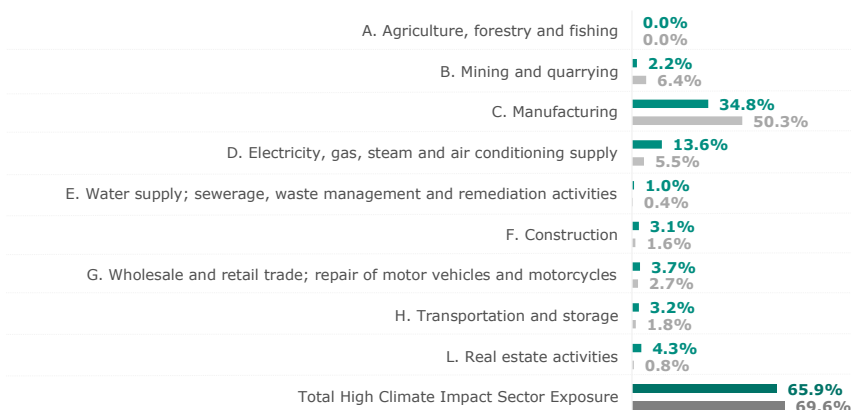 A. Agriculture, forestry and fishing 0.0%
0.0%
B. Mining and quarrying 2.2%
6.4%
C. Manufacturing 34.8%
50.3%
D. Electricity, gas, steam and air conditioning supply 13.6%
5.5%
E. Water supply; sewerage, waste management and remediation activities 1.0%
0.4%
F. Construction 3.1%
1.6%
G. Wholesale and retail trade; repair of motor vehicles and motorcycles 3.7%
2.7%
H. Transportation and storage 3.2%
1.8%
L. Real estate activities 4.3%
0.8%
Total High Climate Impact Sector Exposure 65.9%
69.6%